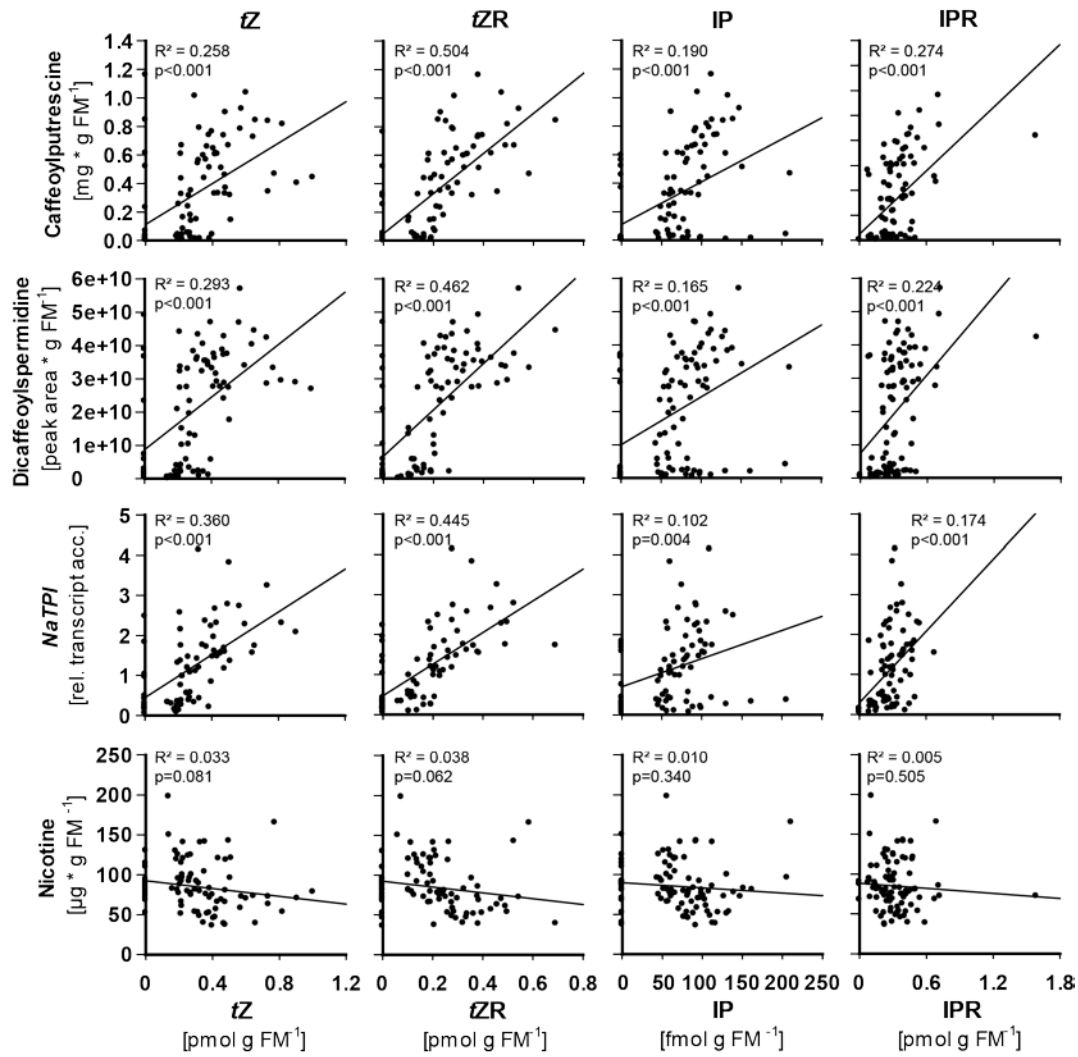 tZ tZR IP IPR
Caffeoylputrescine
[mg * g FM⁻¹]
1.4
1.2
1.0
0.8
0.6
0.4
0.2
0.0
R² = 0.258
p<0.001
R² = 0.504
p<0.001
R² = 0.190
p<0.001
R² = 0.274
p<0.001
Dicaffeoylspermidine
[peak area * g FM⁻¹]
6e+10
5e+10
4e+10
3e+10
2e+10
1e+10
0
R² = 0.293
p<0.001
R² = 0.462
p<0.001
R² = 0.165
p<0.001
R² = 0.224
p<0.001
NaTPI
[rel. transcript acc.]
5
4
3
2
1
0
R² = 0.360
p<0.001
R² = 0.445
p<0.001
R² = 0.102
p=0.004
R² = 0.174
p<0.001
Nicotine
[µg * g FM⁻¹]
250
200
150
100
50
0
R² = 0.033
p=0.081
R² = 0.038
p=0.062
R² = 0.010
p=0.340
R² = 0.005
p=0.505
0 0.4 0.8 1.2
tZ
[pmol g FM⁻¹]
0 0.2 0.4 0.6 0.8
tZR
[pmol g FM⁻¹]
0 50 100 150 200 250
IP
[fmol g FM⁻¹]
0 0.6 1.2 1.8
IPR
[pmol g FM⁻¹]